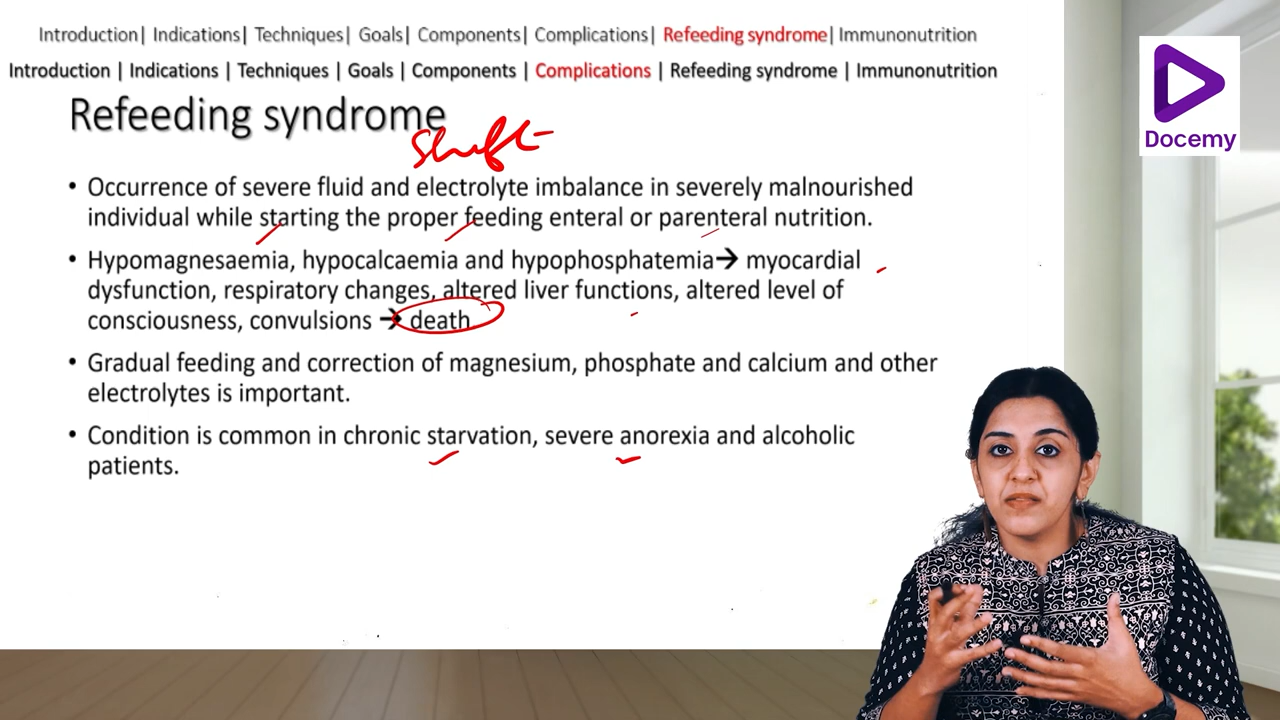 Introduction| Indications| Techniques| Goals| Components| Complications| Refeeding syndrome| Immunonutrition
Introduction | Indications | Techniques | Goals | Components | Complications | Refeeding syndrome | Immunonutrition
Refeeding syndrome
Shift
• Occurrence of severe fluid and electrolyte imbalance in severely malnourished
individual while starting the proper feeding enteral or parenteral nutrition.
• Hypomagnesaemia, hypocalcaemia and hypophosphatemia→ myocardial
dysfunction, respiratory changes, altered liver functions, altered level of
consciousness, convulsions → death
• Gradual feeding and correction of magnesium, phosphate and calcium and other
electrolytes is important.
• Condition is common in chronic starvation, severe anorexia and alcoholic
patients.
Docemy